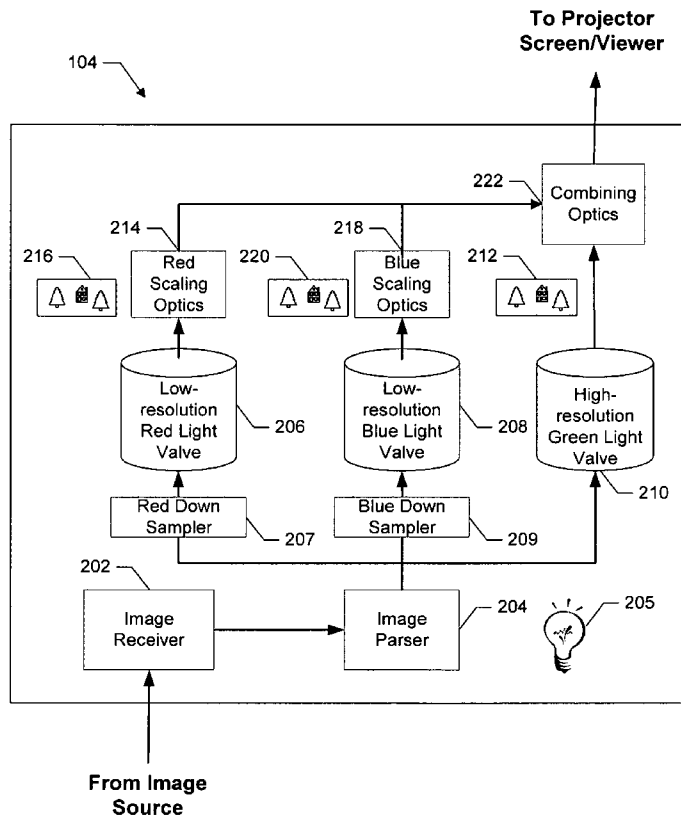 To Projector
Screen/Viewer
104
222
Combining
Optics
214
218
216
Red
Scaling
Optics
220
Blue
Scaling
Optics
212
Low-
resolution
Red Light
Valve
206
Low-
resolution
Blue Light
Valve
208
High-
resolution
Green Light
Valve
210
Red Down
Sampler
207
Blue Down
Sampler
209
202
Image
Receiver
Image
Parser
204
205
From Image
Source